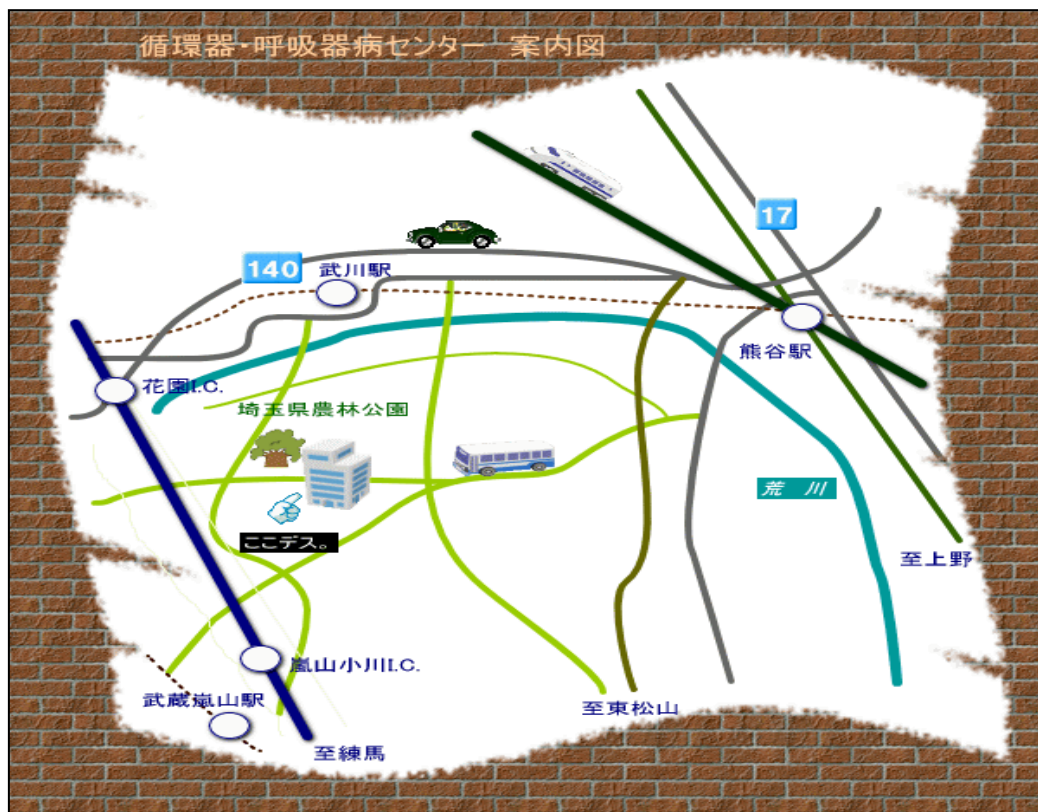 循環器・呼吸器病センター　案内図
17
140
武川駅
熊谷駅
花園I.C.
埼玉県農林公園
荒　川
ここデス。
至上野
嵐山小川I.C.
武蔵嵐山駅
至東松山
至練馬